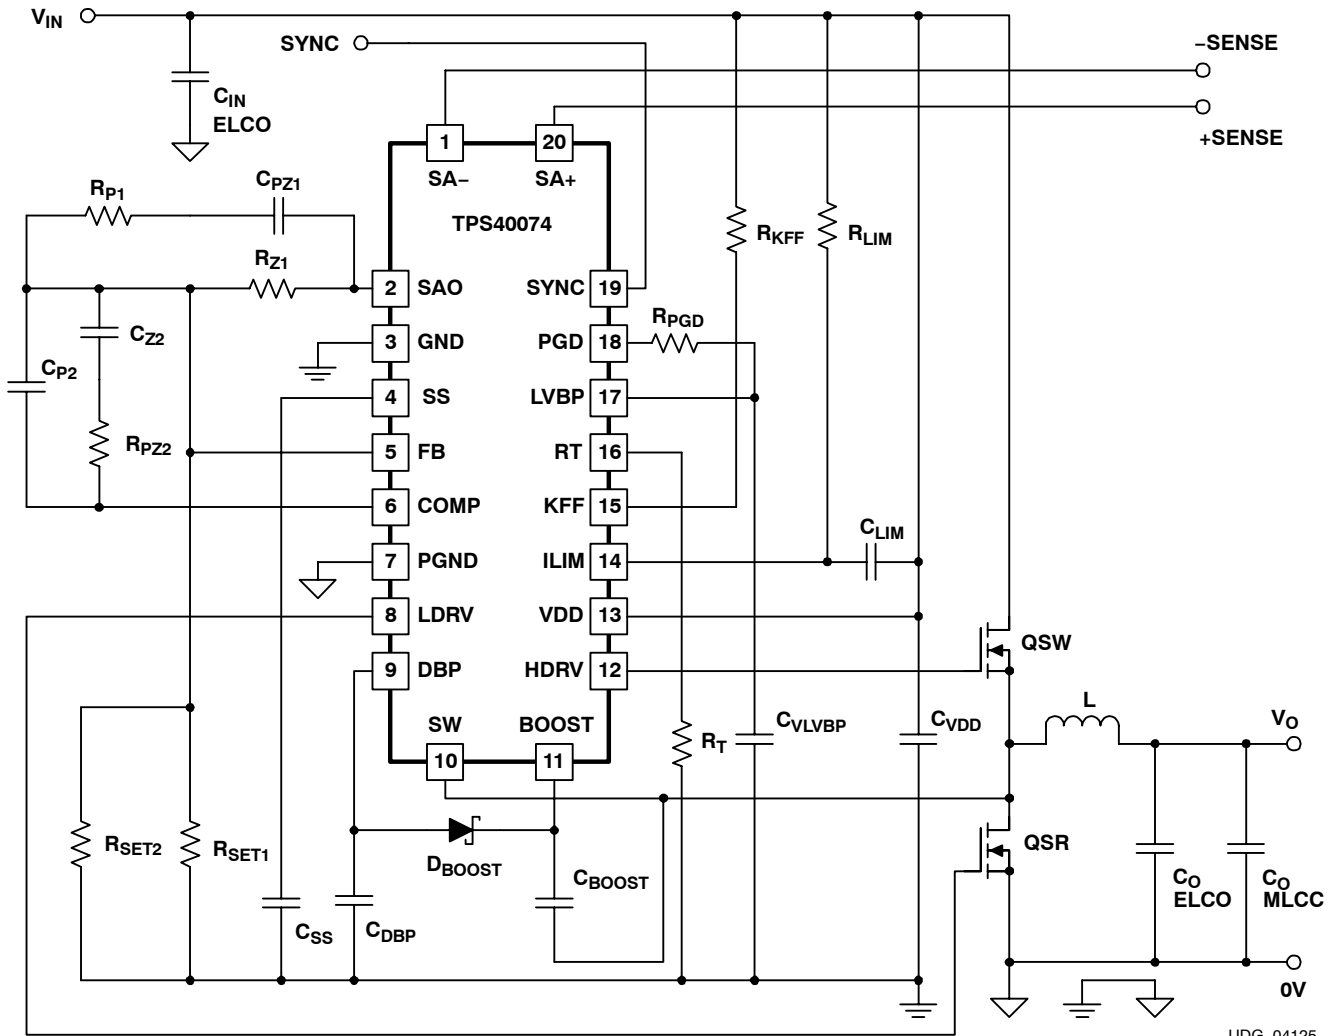 VIN
SYNC
−SENSE
+SENSE
CIN
ELCO
1
20
SA−
SA+
TPS40074
RP1
CPZ1
RZ1
RKFF
RLIM
2 SAO
SYNC 19
RPGD
3 GND
PGD 18
CZ2
CP2
4 SS
LVBP 17
RPZ2
5 FB
RT 16
6 COMP
KFF 15
CLIM
7 PGND
ILIM 14
8 LDRV
VDD 13
QSW
9 DBP
HDRV 12
SW
BOOST
10
11
L
VO
RT
CVLVBP
CVDD
RSET2
RSET1
DBOOST
QSR
CBOOST
CO
ELCO
CO
MLCC
CSS
CDBP
0V
UDG−04125